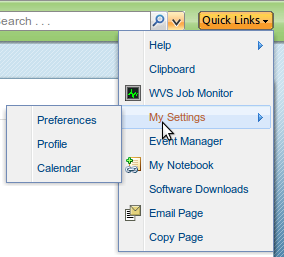 Search . . .
Quick Links
Help
Clipboard
WVS Job Monitor
My Settings
Preferences
Profile
Calendar
Event Manager
My Notebook
Software Downloads
Email Page
Copy Page